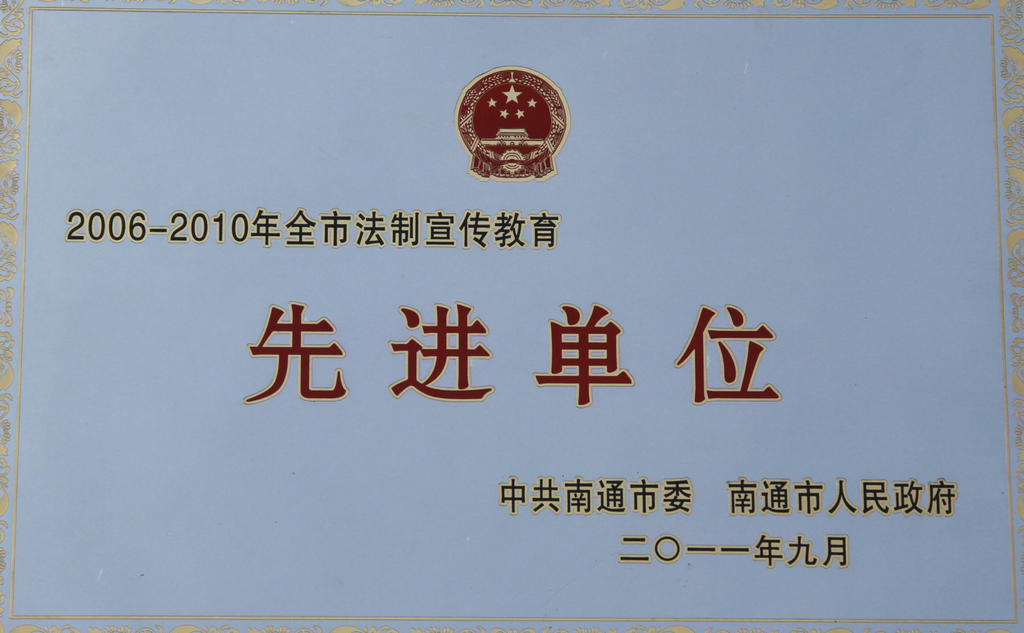 2006-2010年全市法制宣传教育
先进单位
中共南通市委 南通市人民政府
二〇一一年九月